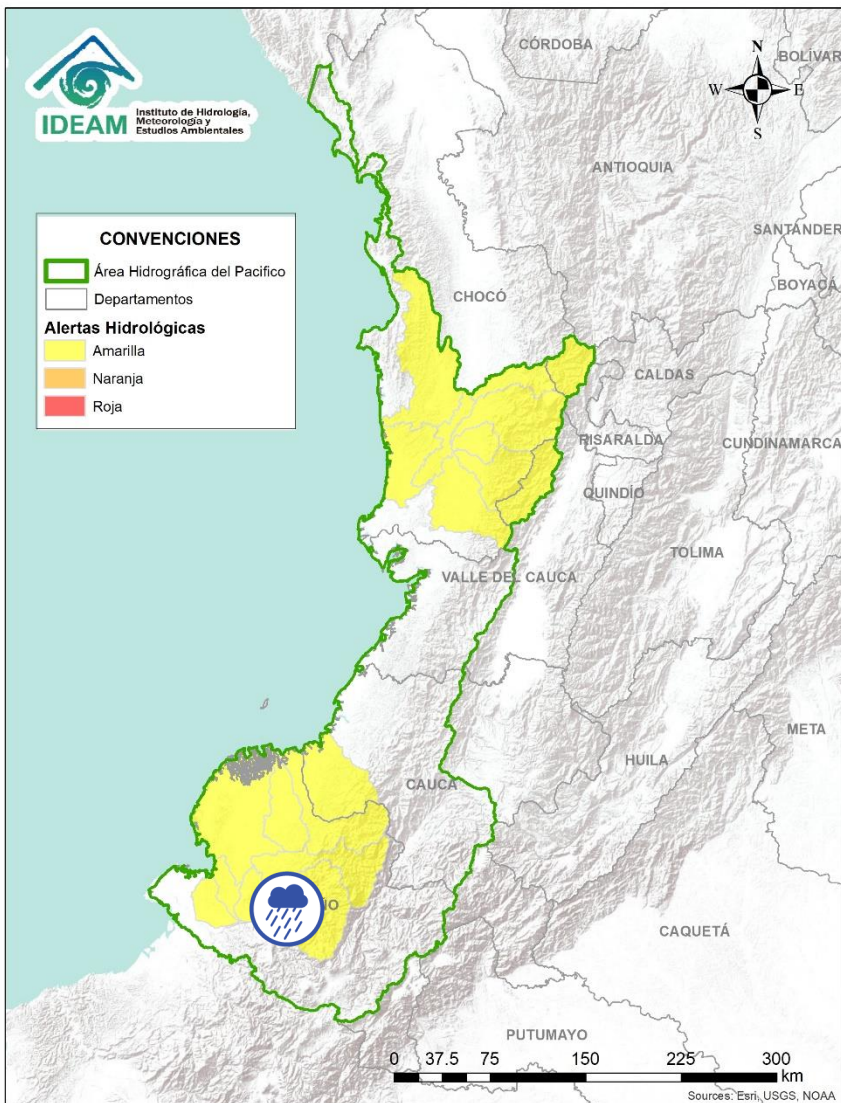 CÓRDOBA
BOLÍVAR
N
W E
S
IDEAM
Instituto de Hidrología,
Meteorología y
Estudios Ambientales
ANTIOQUIA
SANTANDER
BOYACÁ
CONVENCIONES
Área Hidrográfica del Pacifico
Departamentos
Alertas Hidrológicas
Amarilla
Naranja
Roja
CHOCÓ
CALDAS
RISARALDA
CUNDINAMARCA
QUINDÍO
TOLIMA
VALLE DEL CAUCA
META
HUILA
CAUCA
CAQUETÁ
PUTUMAYO
0 37.5 75 150 225 300
km
Sources: Esri, USGS, NOAA